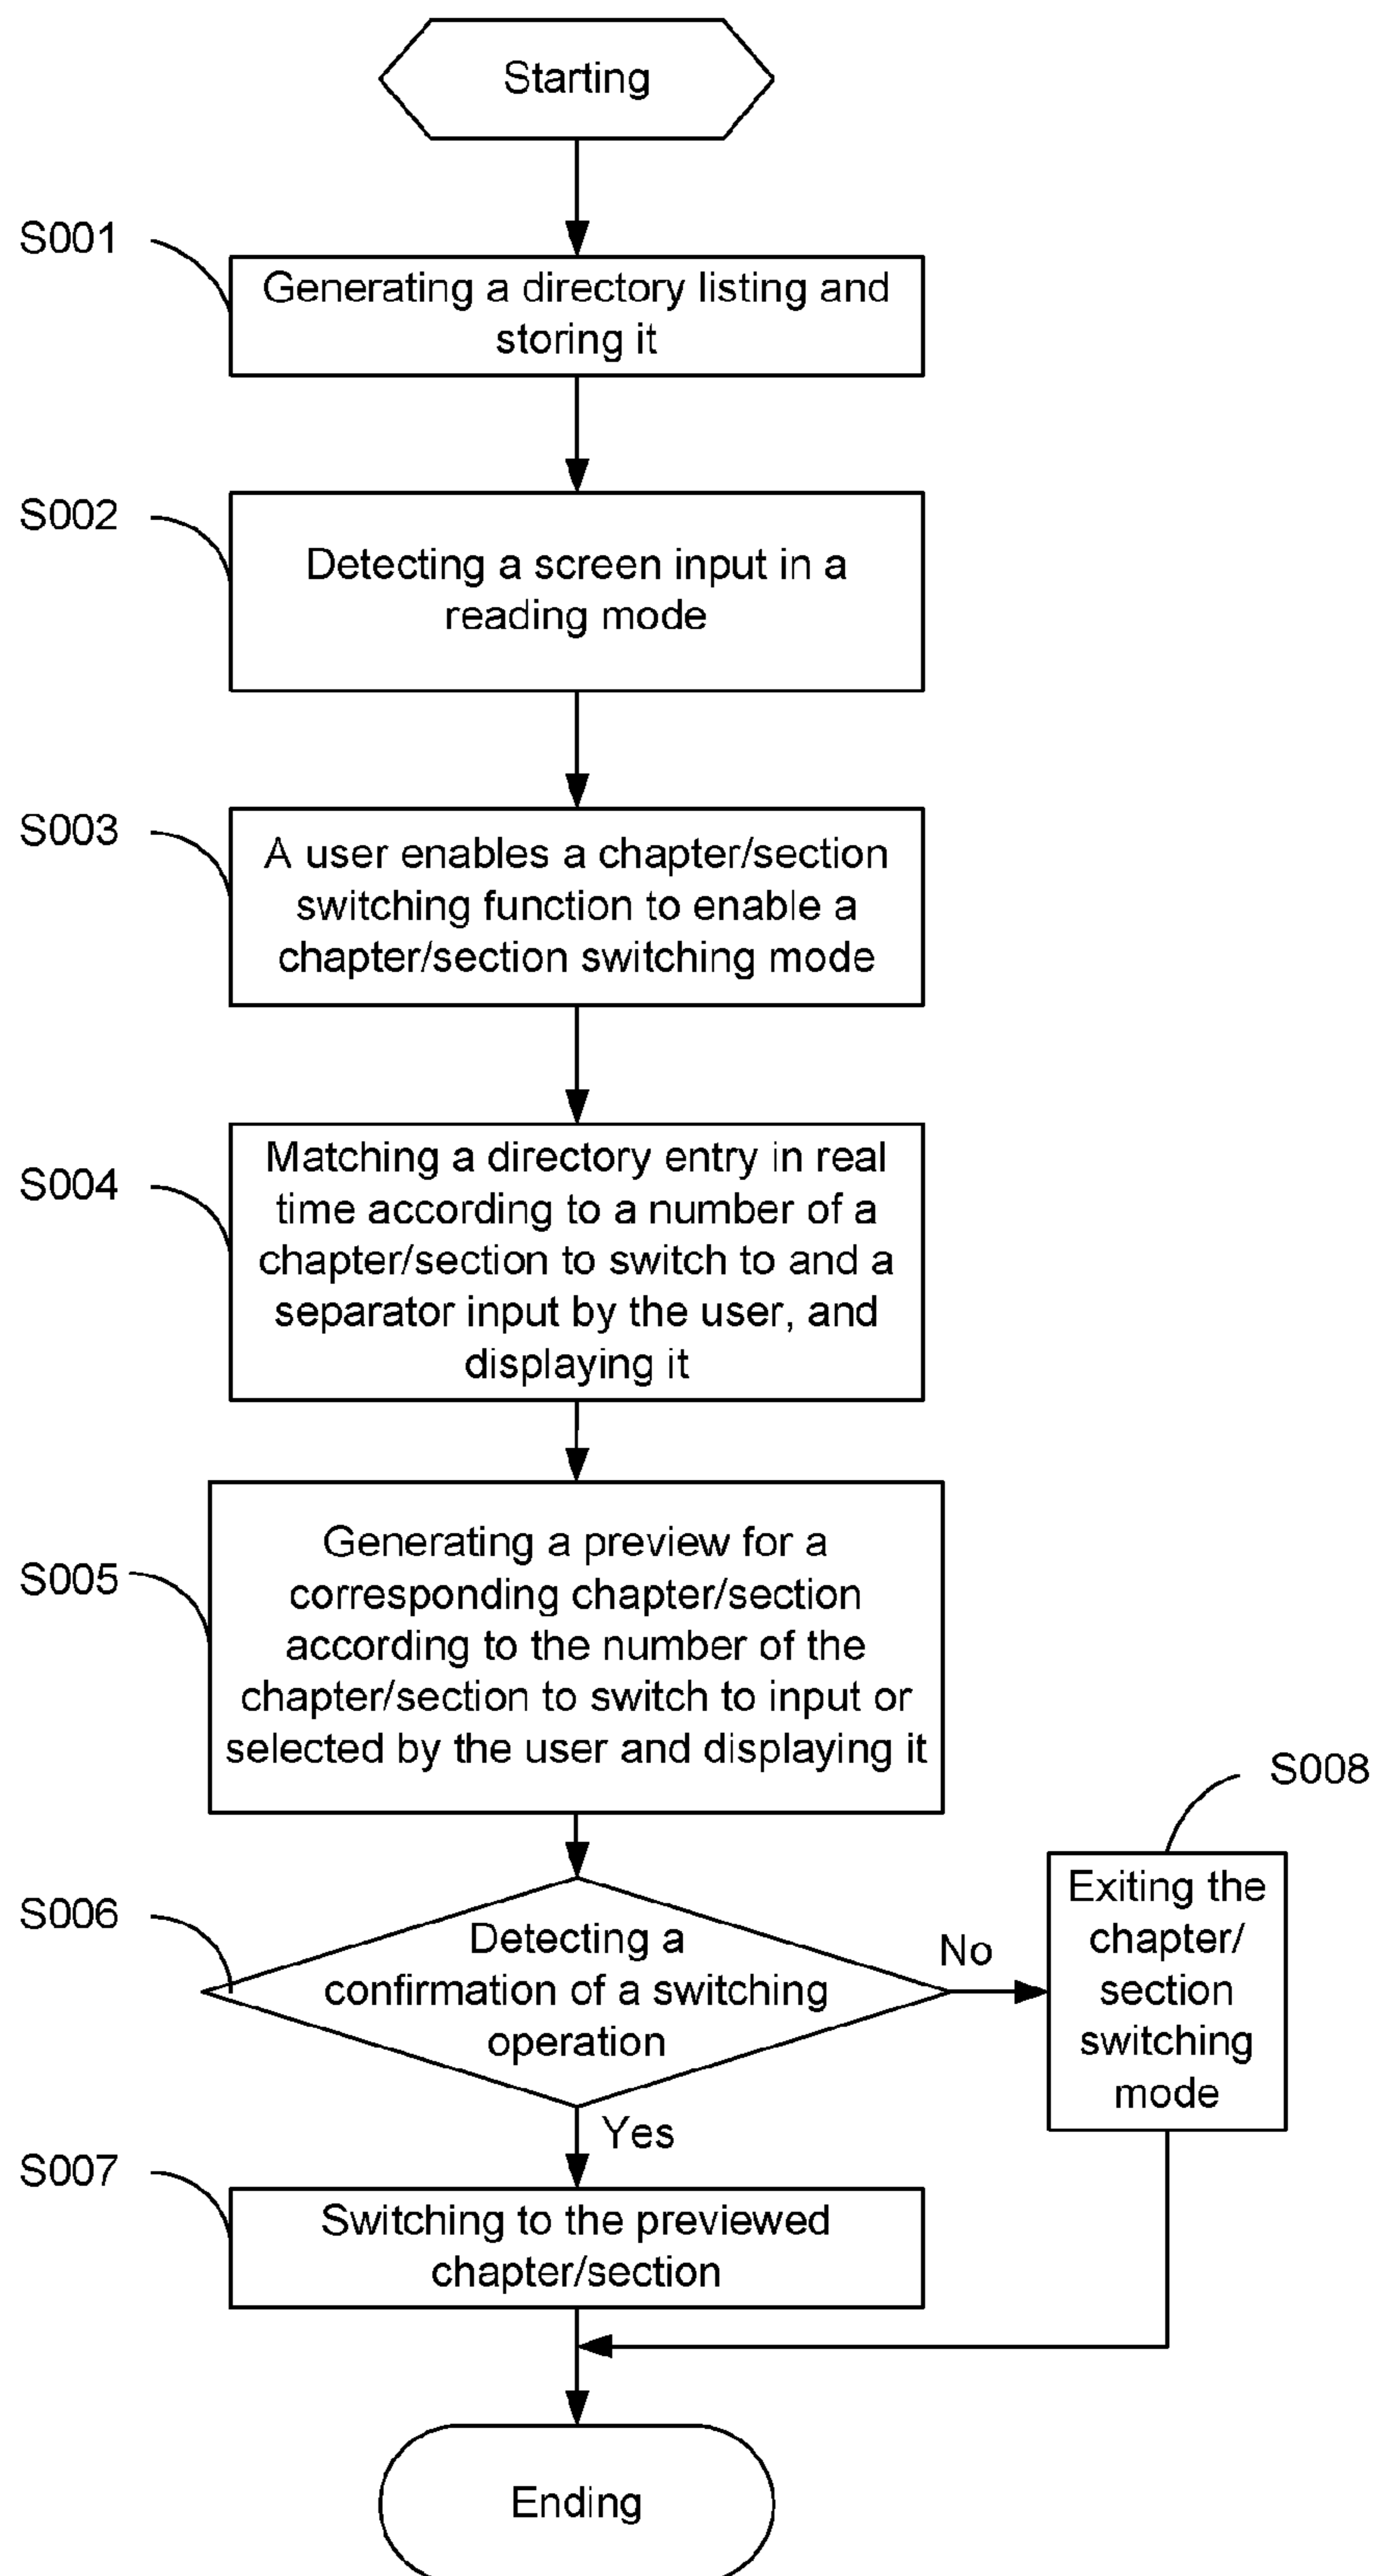 Starting
S001
Generating a directory listing and
storing it
S002
Detecting a screen input in a
reading mode
S003
A user enables a chapter/section
switching function to enable a
chapter/section switching mode
S004
Matching a directory entry in real
time according to a number of a
chapter/section to switch to and a
separator input by the user, and
displaying it
S005
Generating a preview for a
corresponding chapter/section
according to the number of the
chapter/section to switch to input or
selected by the user and displaying it
S006
Detecting a
confirmation of a switching
operation
No
S008
Exiting the
chapter/
section
switching
mode
Yes
S007
Switching to the previewed
chapter/section
Ending